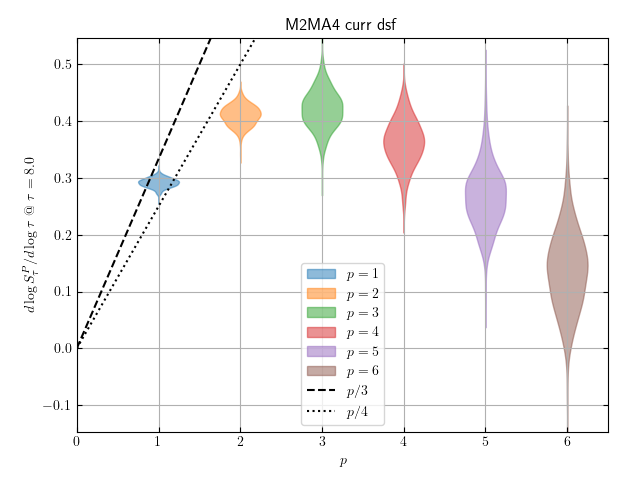 M2MA4 curr dsf
d log S_τ^P / d log τ @ τ = 8.0
0.5
0.4
0.3
0.2
0.1
0.0
−0.1
p = 1
p = 2
p = 3
p = 4
p = 5
p = 6
p/3
p/4
0 1 2 3 4 5 6
p